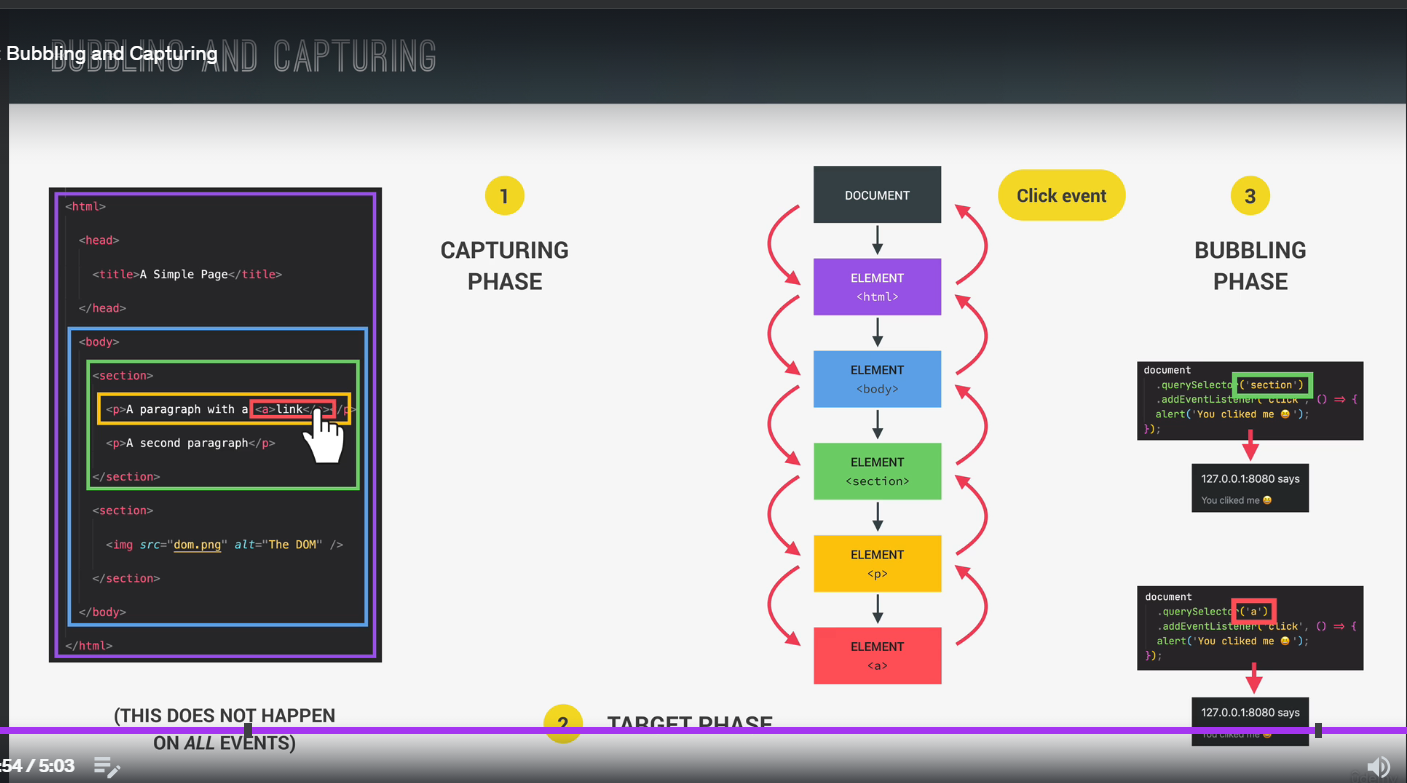 BUBBLING AND CAPTURING
: Bubbling and Capturing
<html>
<head>
<title>A Simple Page</title>
</head>
<body>
<section>
<p>A paragraph with a <a>link</a></p>
<p>A second paragraph</p>
</section>
<section>
<img src="dom.png" alt="The DOM" />
</section>
</body>
</html>
(THIS DOES NOT HAPPEN
ON ALL EVENTS)
1
CAPTURING
PHASE
DOCUMENT
ELEMENT
<html>
ELEMENT
<body>
ELEMENT
<section>
ELEMENT
<p>
ELEMENT
<a>
2
TARGET PHASE
Click event
3
BUBBLING
PHASE
document
.querySelector('section')
.addEventListener('click', () => {
alert('You cliked me 😀');
});
127.0.0.1:8080 says
You cliked me 😀
document
.querySelector('a')
.addEventListener('click', () => {
alert('You cliked me 😀');
});
127.0.0.1:8080 says
You cliked me 😀
:54 / 5:03